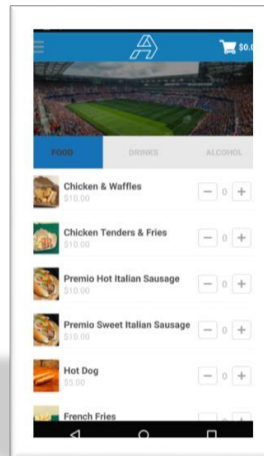 $0.0
FOOD DRINKS ALCOHOL
Chicken & Waffles
$10.00
0
Chicken Tenders & Fries
$10.00
0
Premio Hot Italian Sausage
$10.00
0
Premio Sweet Italian Sausage
$10.00
0
Hot Dog
$5.00
0
French Fries